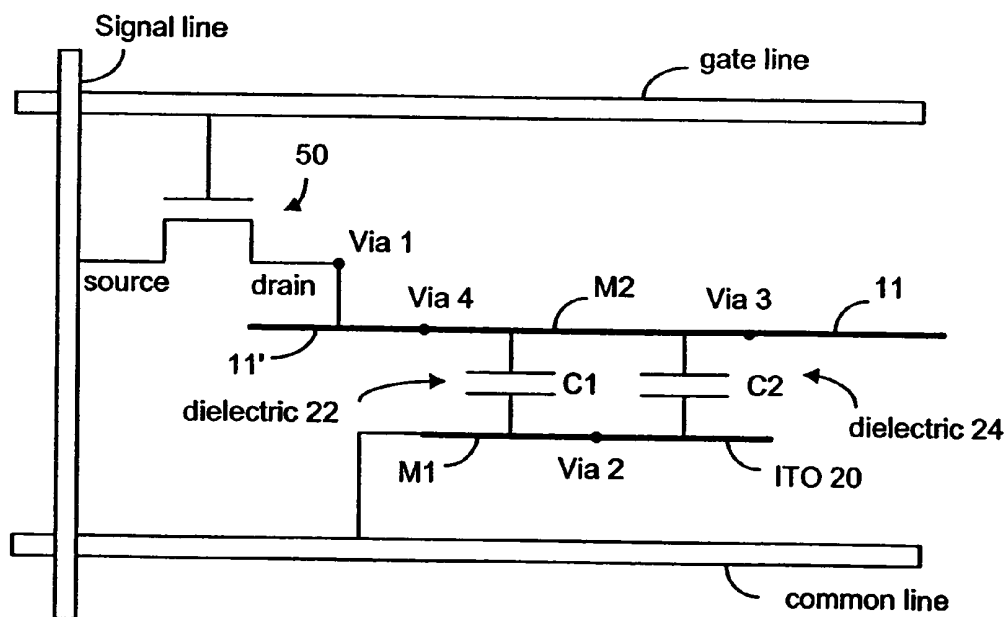 Signal line
gate line
50
Via 1
source
drain
Via 4
M2
Via 3
11
11'
C1
C2
dielectric 22
dielectric 24
M1
Via 2
ITO 20
common line